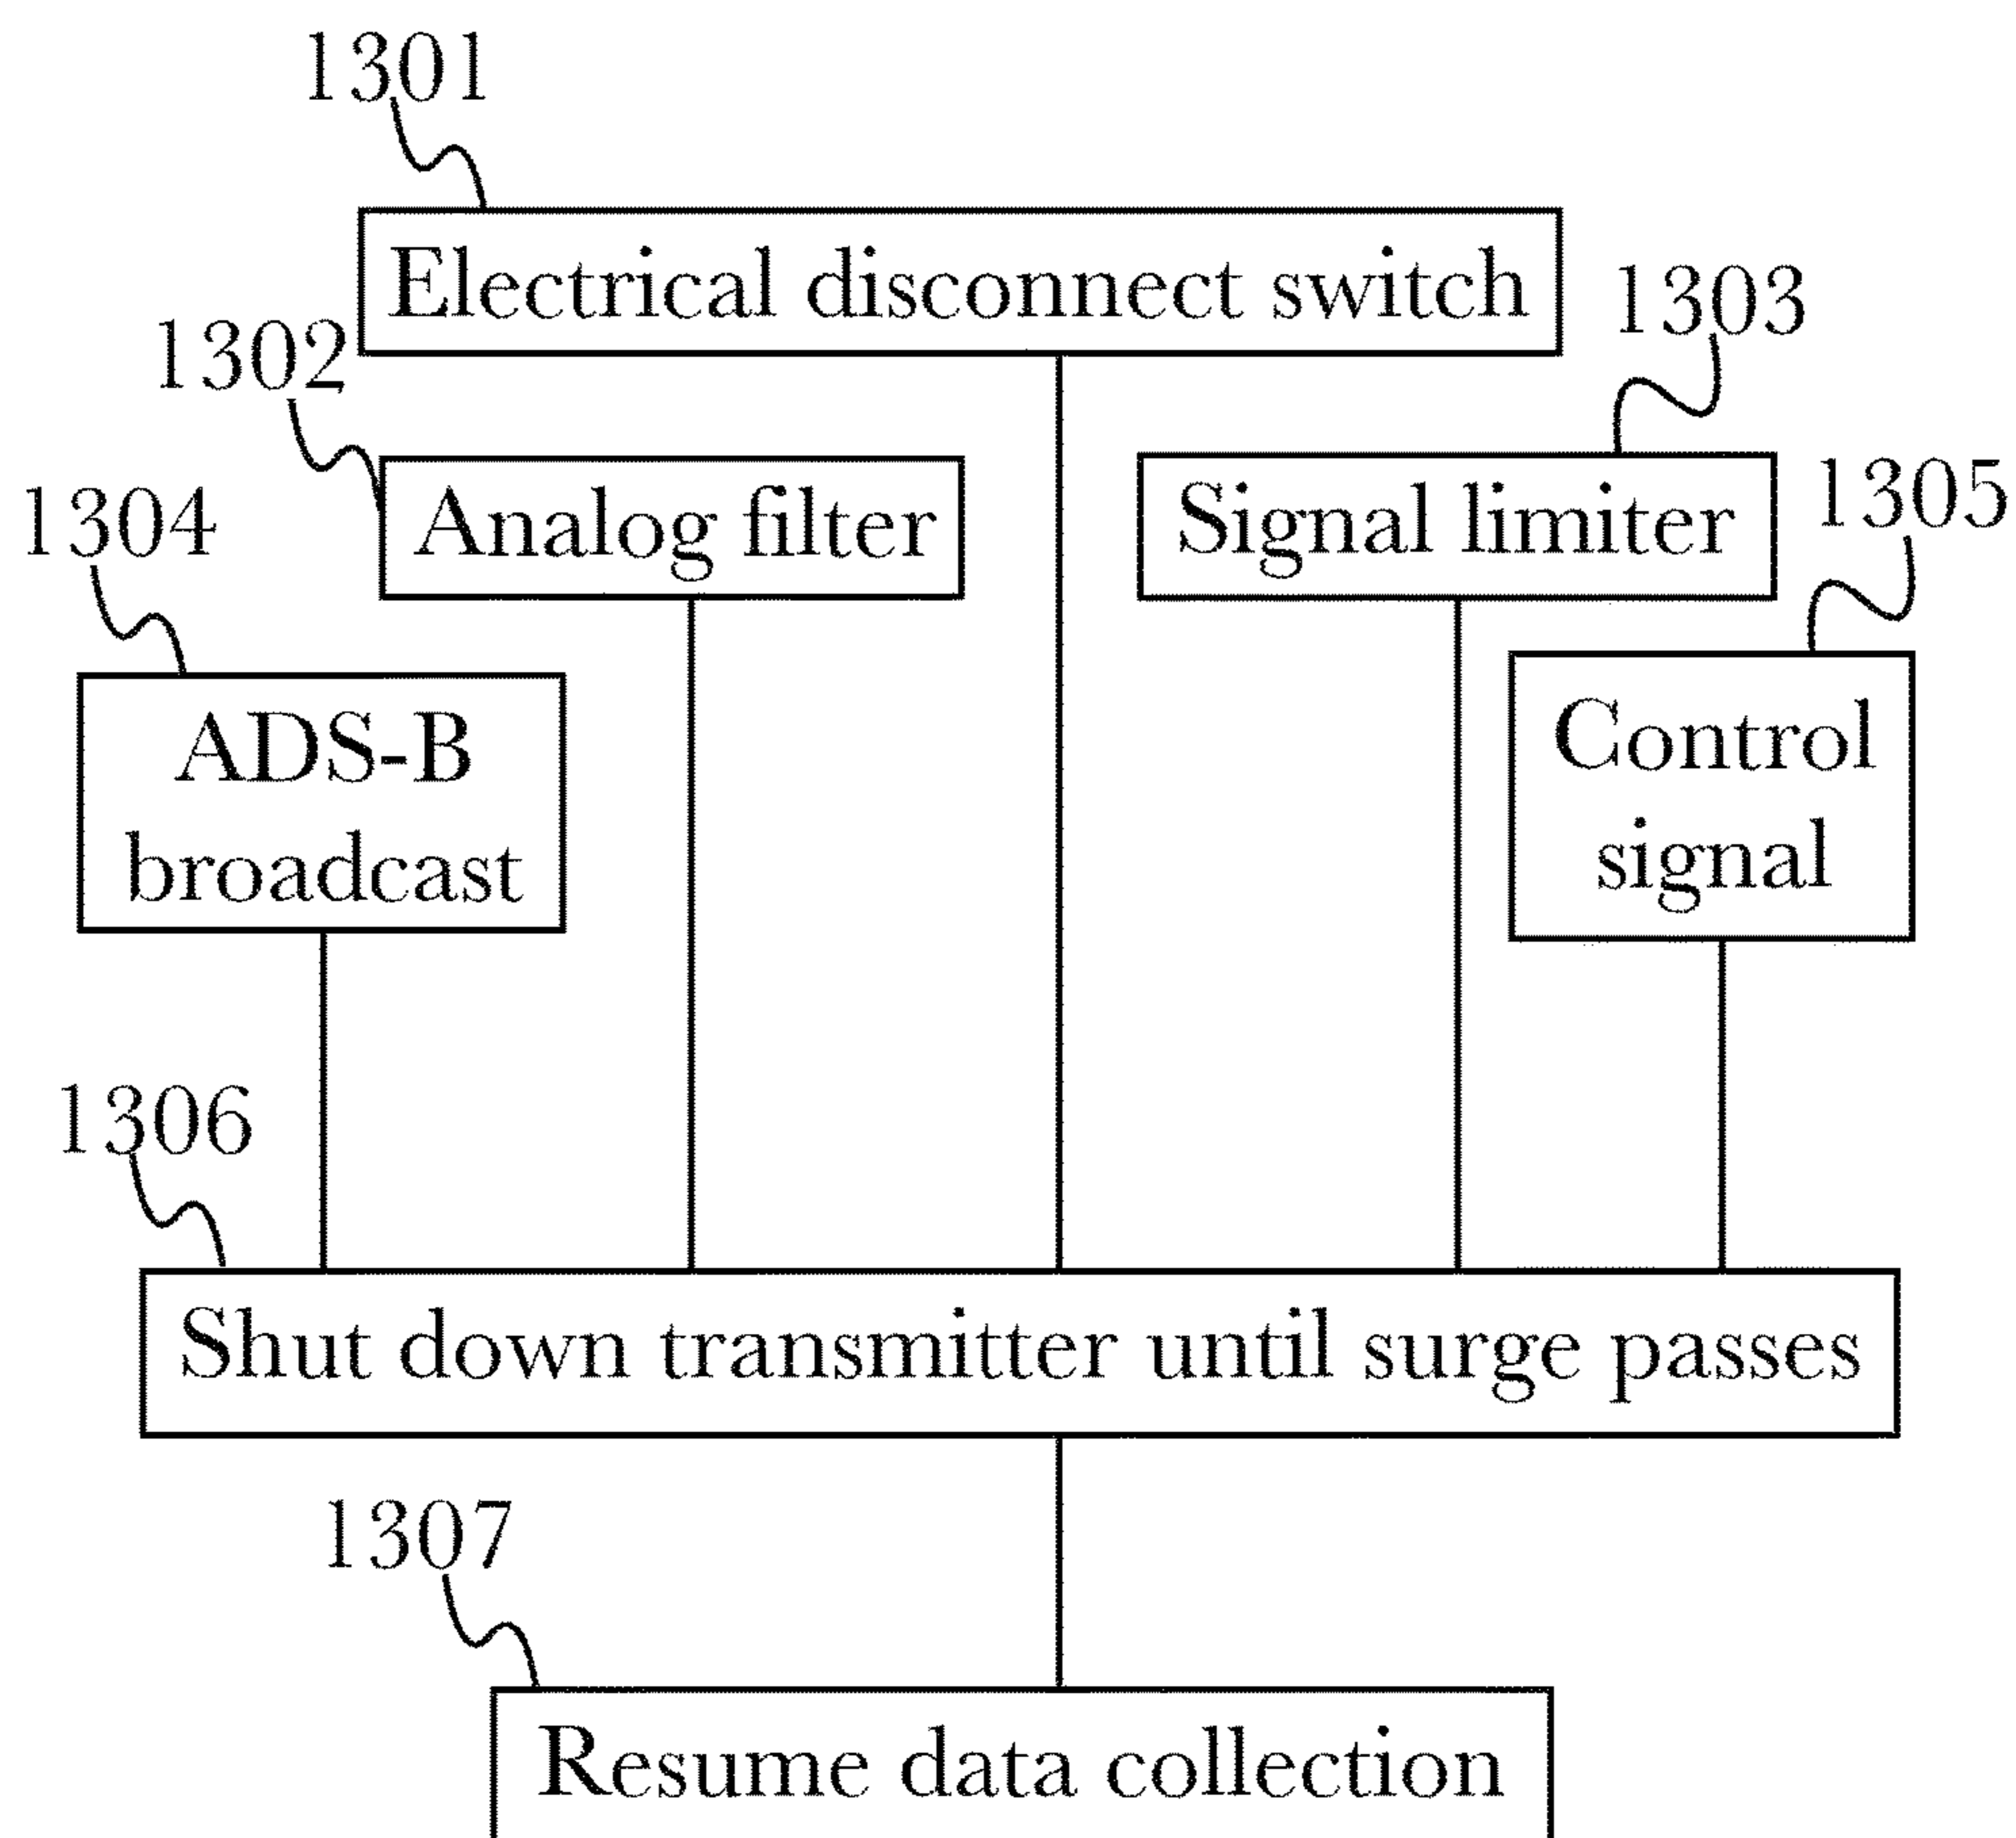 1301
Electrical disconnect switch
1303
1302
Analog filter
Signal limiter
1305
1304
ADS-B
broadcast
Control
signal
1306
Shut down transmitter until surge passes
1307
Resume data collection